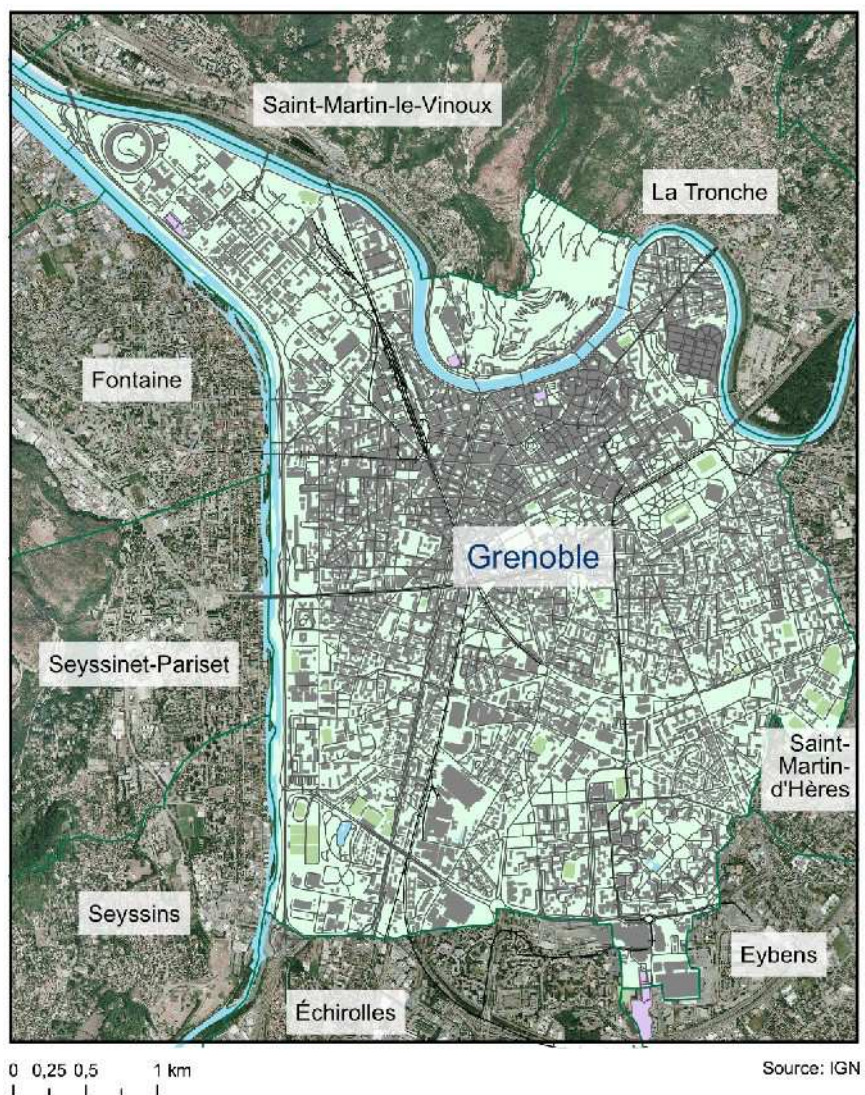 Saint-Martin-le-Vinoux
La Tronche
Fontaine
Grenoble
Seyssinet-Pariset
Saint-
Martin-
d'Hères
Seyssins
Eybens
Échirolles
0 0,25 0,5 1 km
Source: IGN